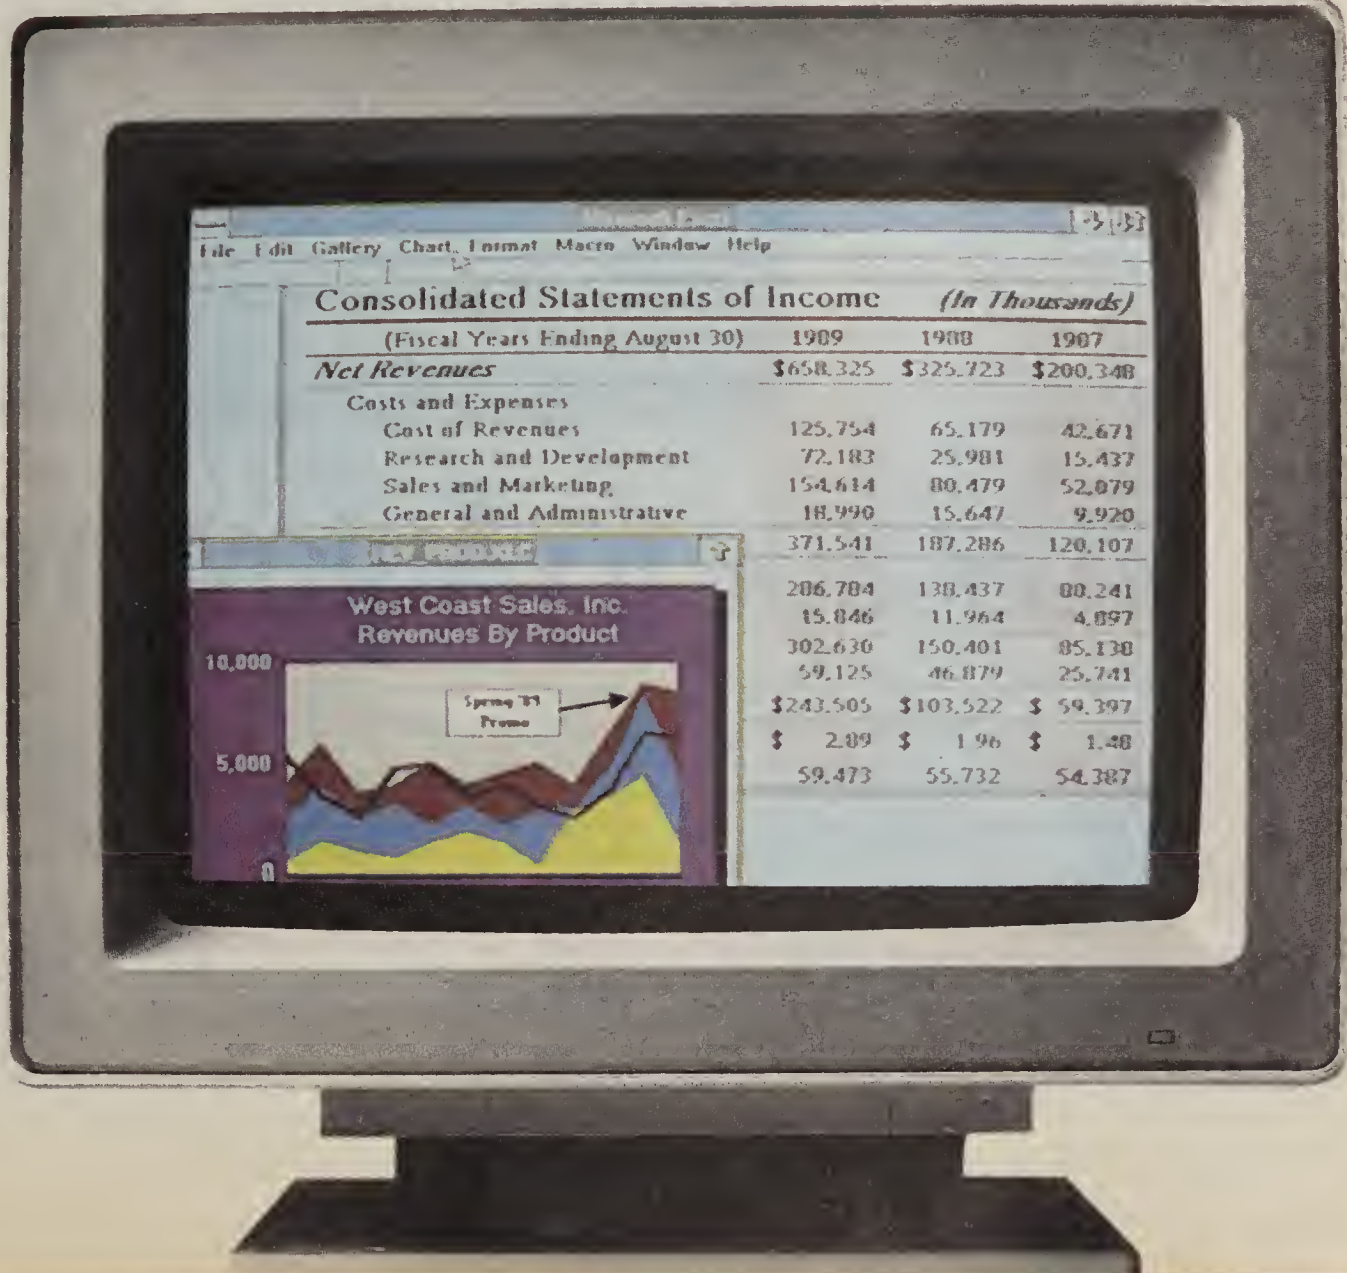 Microsoft Excel
File Edit Gallery Chart Format Macro Window Help
Consolidated Statements of Income (In Thousands)
(Fiscal Years Ending August 30) 1989 1988 1987
Net Revenues $658,325 $325,723 $200,348
Costs and Expenses
Cost of Revenues 125,754 65,179 42,671
Research and Development 72,183 25,981 15,437
Sales and Marketing 154,614 80,479 52,079
General and Administrative 18,990 15,647 9,920
371,541 187,286 120,107
286,784 138,437 80,241
15,846 11,964 4,897
302,630 150,401 85,138
59,125 46,879 25,741
$243,505 $103,522 $ 59,397
$ 2.89 $ 1.96 $ 1.48
59,473 55,732 54,387
West Coast Sales, Inc.
Revenues By Product
10,000
Spring '89
Promo
5,000
0